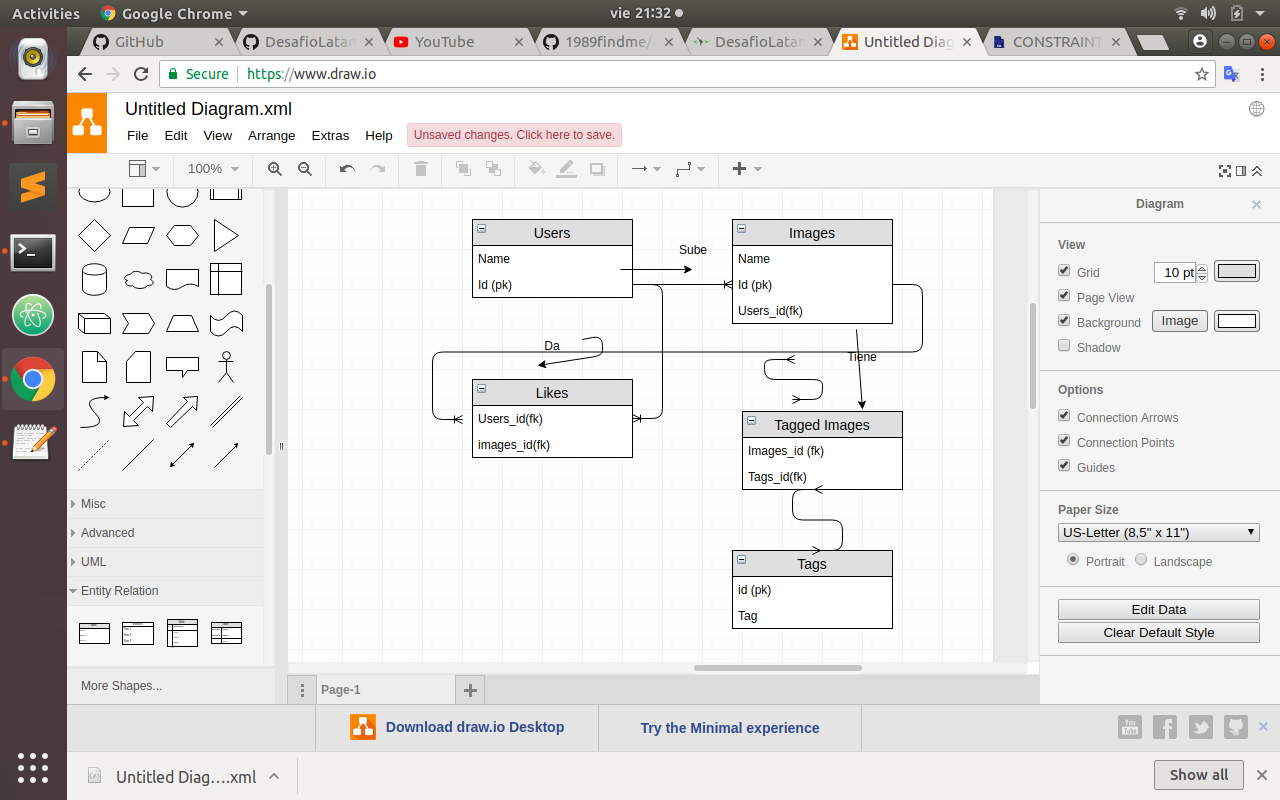 Activities
Google Chrome
vie 21:32
GitHub
DesafioLatam
YouTube
1989findme/
DesafioLatam
Untitled Diag
CONSTRAINT
Secure
https://www.draw.io
Untitled Diagram.xml
File Edit View Arrange Extras Help
Unsaved changes. Click here to save.
100%
Misc
Advanced
UML
Entity Relation
More Shapes...
Users
Name
Id (pk)
Sube
Images
Name
Id (pk)
Users_id(fk)
Da
Tiene
Likes
Users_id(fk)
images_id(fk)
Tagged Images
Images_id (fk)
Tags_id(fk)
Tags
id (pk)
Tag
Page-1
Diagram
View
Grid
10 pt
Page View
Background
Image
Shadow
Options
Connection Arrows
Connection Points
Guides
Paper Size
US-Letter (8,5" x 11")
Portrait
Landscape
Edit Data
Clear Default Style
Download draw.io Desktop
Try the Minimal experience
You
Tube
Untitled Diag….xml
Show all